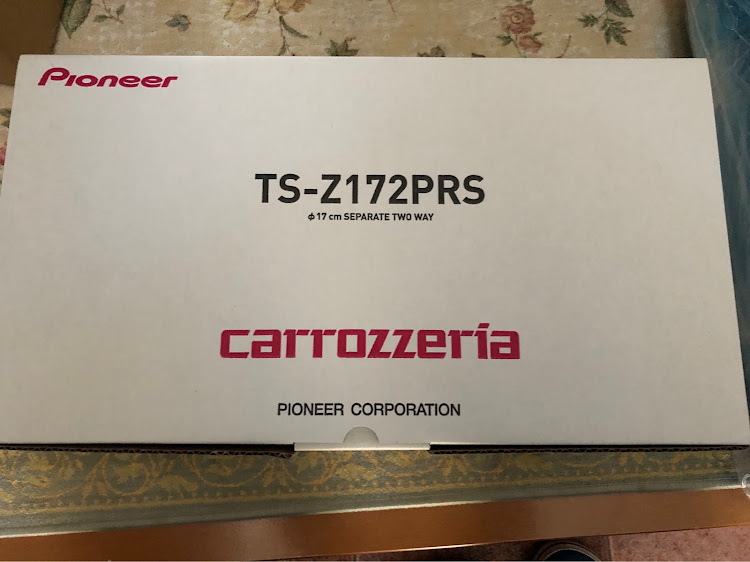 Pioneer
TS-Z172PRS
ϕ17 cm SEPARATE TWO WAY
carrozzeria
PIONEER CORPORATION